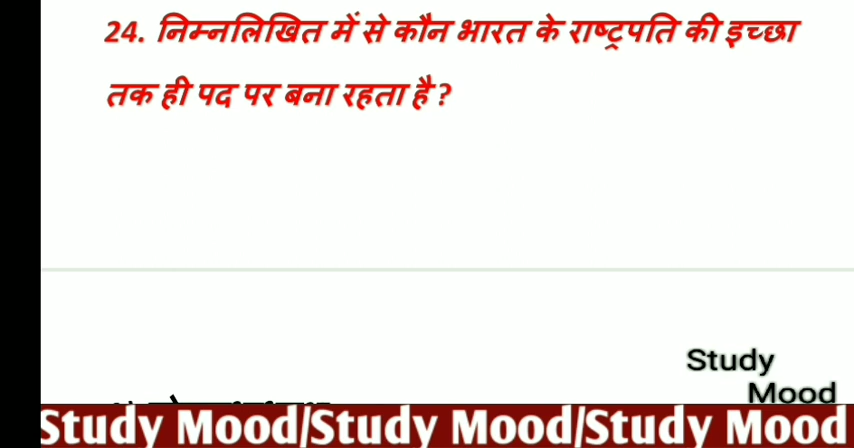 24. निम्नलिखित में से कौन भारत के राष्ट्रपति की इच्छा
तक ही पद पर बना रहता है ?
Study
Mood
Study Mood/Study Mood/Study Mood